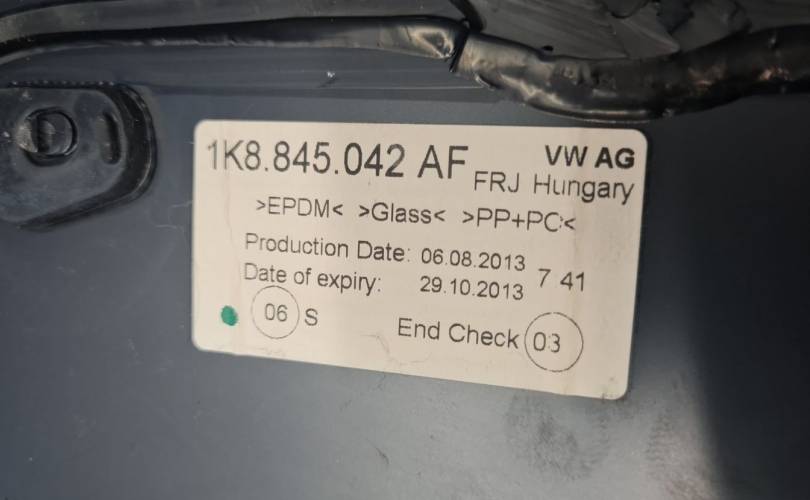 1K8.845.042 AF VW AG
FRJ Hungary
>EPDM< >Glass< >PP+PC<
Production Date: 06.08.2013 7 41
Date of expiry: 29.10.2013
06 S End Check 03